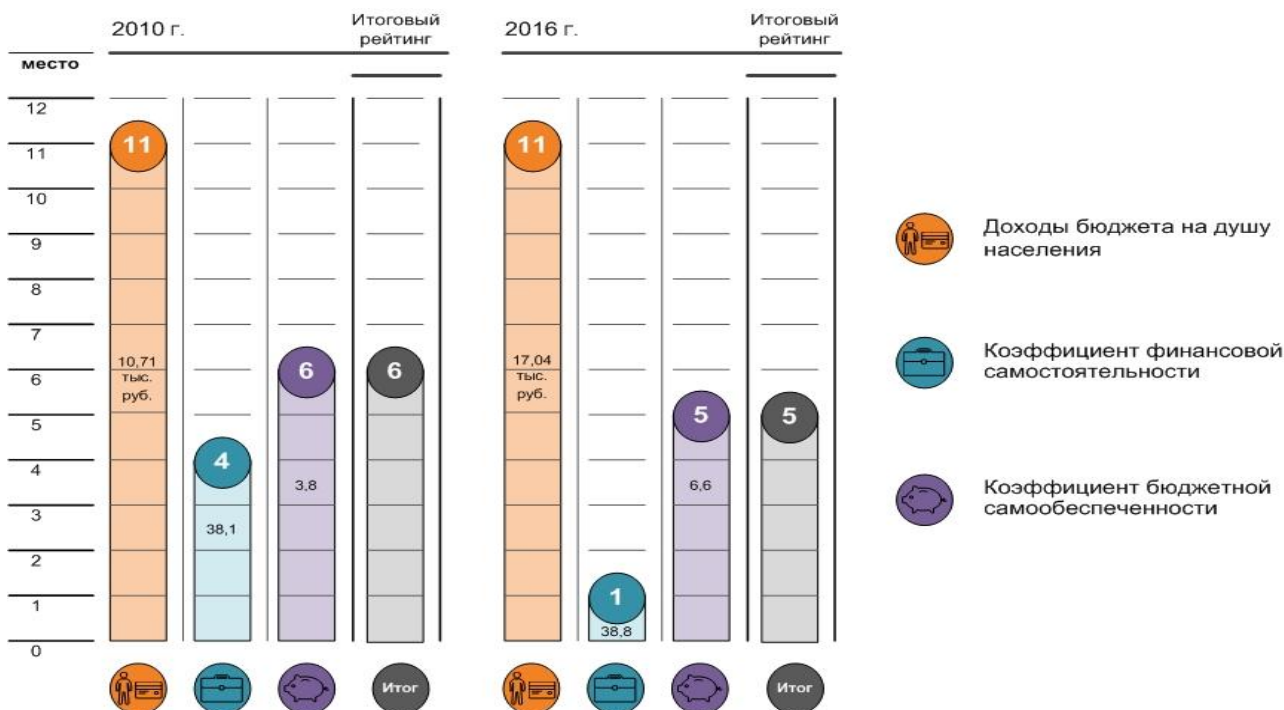 2010 г.
Итоговый
рейтинг
2016 г.
Итоговый
рейтинг
место
12
11
10
9
8
7
6
5
4
3
2
1
0
11
10,71
тыс.
руб.
4
38,1
6
3,8
6
11
17,04
тыс.
руб.
1
38,8
5
6,6
5
Итог
Итог
Доходы бюджета на душу
населения
Коэффициент финансовой
самостоятельности
Коэффициент бюджетной
самообеспеченности